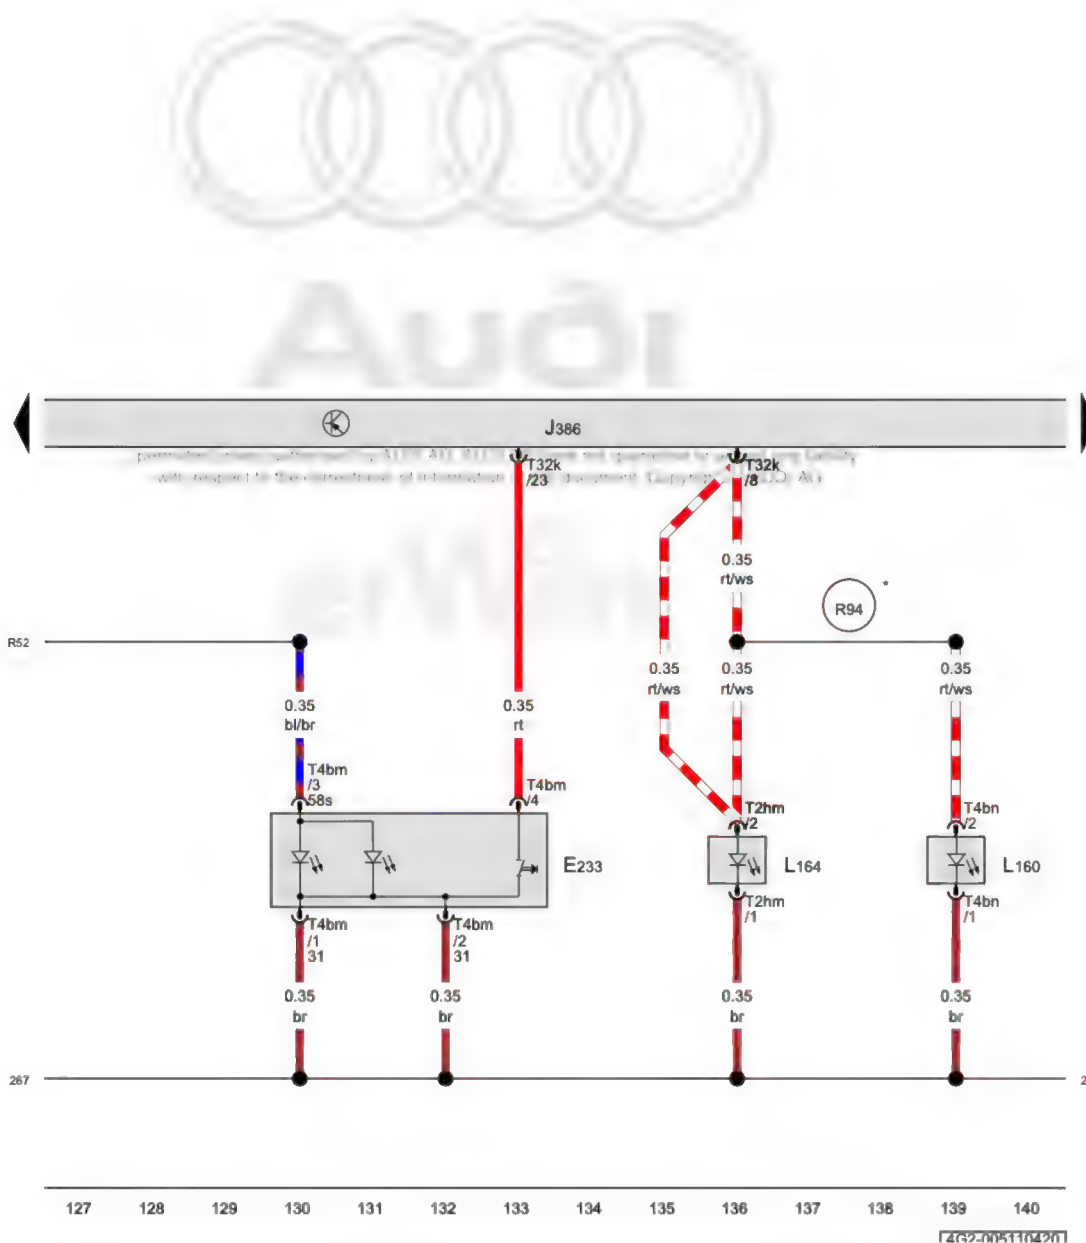 Audi
J386
T32k
/23
T32k
/8
0.35
rt/ws
R94
*
R52
0.35
bl/br
0.35
rt
0.35
rt/ws
0.35
rt/ws
0.35
rt/ws
T4bm
/3
58s
T4bm
/4
T2hm
/2
T4bn
/2
E233
L164
L160
T4bm
/1
31
T4bm
/2
31
T2hm
/1
T4bn
/1
0.35
br
0.35
br
0.35
br
0.35
br
267
2
127 128 129 130 131 132 133 134 135 136 137 138 139 140
4G2-005110420